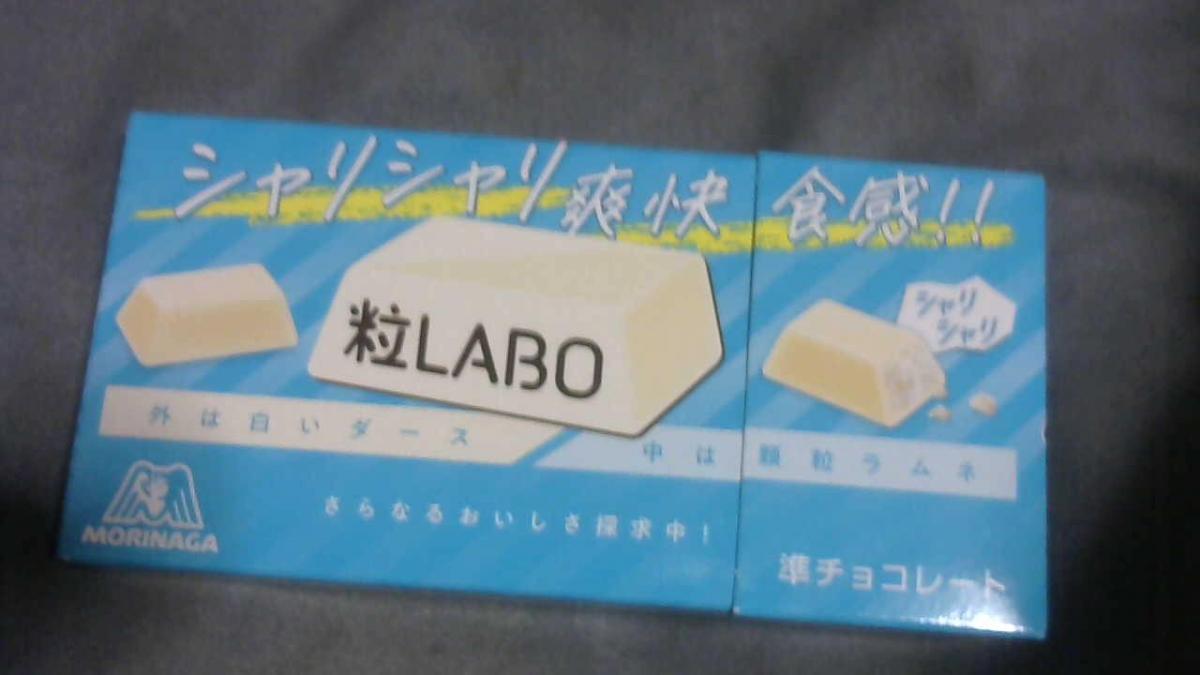 シャリシャリ爽快食感!!
粒LABO
シャリ
シャリ
外は白いダース
中は顆粒ラムネ
さらなるおいしさ探求中!
MORINAGA
準チョコレート